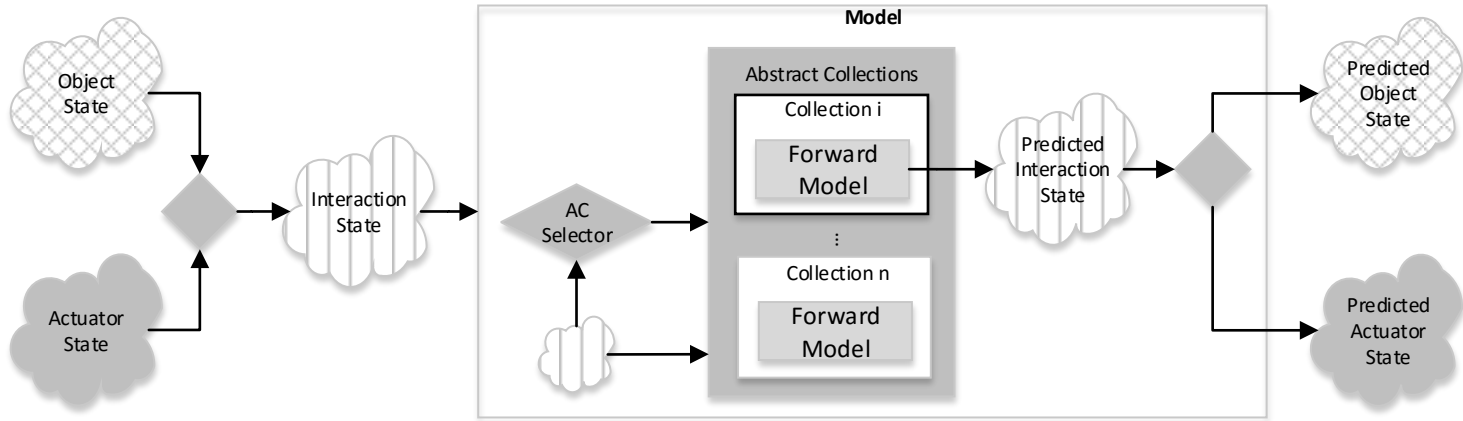 Model
Object
State
Actuator
State
Interaction
State
AC
Selector
Abstract Collections
Collection i
Forward
Model
...
Collection n
Forward
Model
Predicted
Interaction
State
Predicted
Object
State
Predicted
Actuator
State